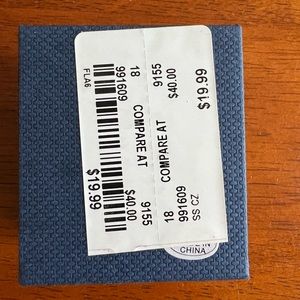 FLA6
18
991609
COMPARE AT
9155
$40.00
$19.99
18
991609
SS CZ
COMPARE AT
9155
$40.00
$19.99
IN
CHINA